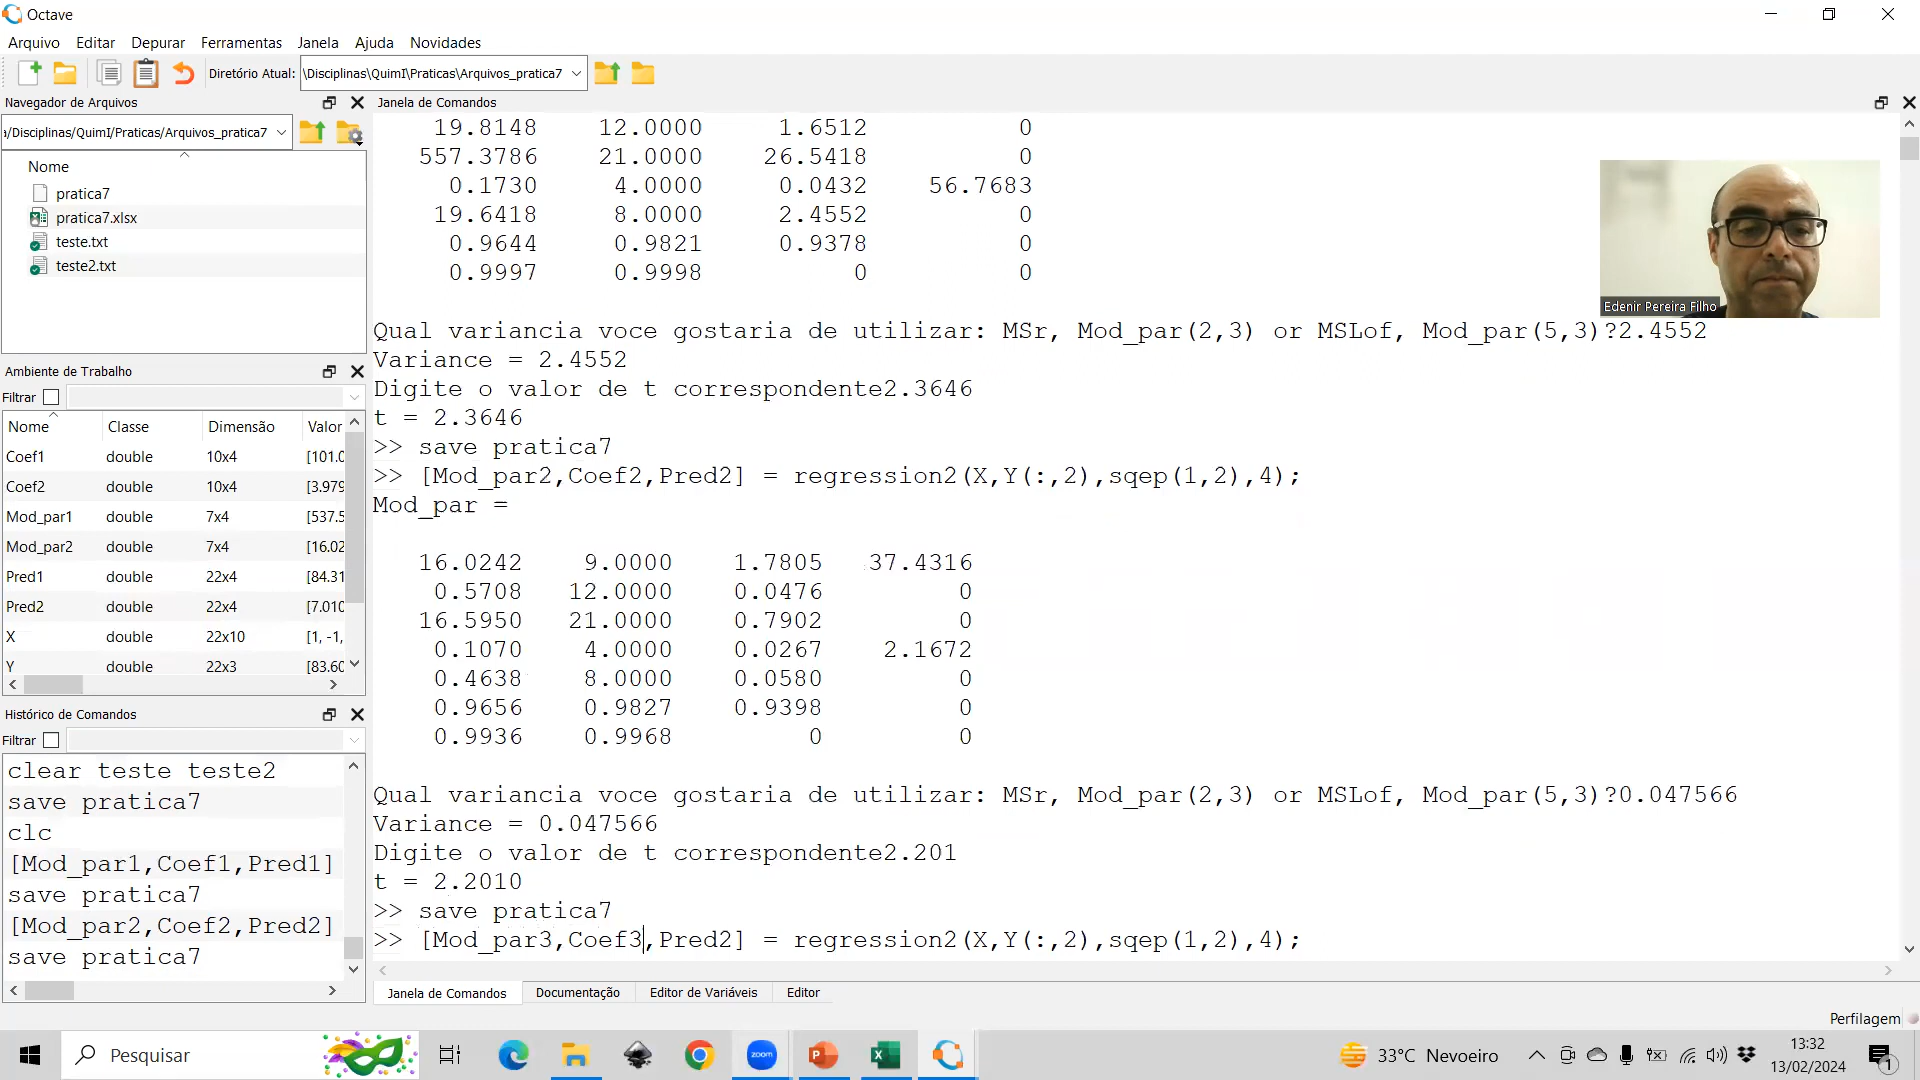 Octave
Arquivo Editar Depurar Ferramentas Janela Ajuda Novidades
Diretório Atual: \Disciplinas\QuimI\Praticas\Arquivos_pratica7
Navegador de Arquivos
a/Disciplinas/QuimI/Praticas/Arquivos_pratica7
Nome
pratica7
pratica7.xlsx
teste.txt
teste2.txt
Ambiente de Trabalho
Filtrar
Nome Classe Dimensão Valor
Coef1 double 10x4 [101.0
Coef2 double 10x4 [3.979
Mod_par1 double 7x4 [537.5
Mod_par2 double 7x4 [16.02
Pred1 double 22x4 [84.31
Pred2 double 22x4 [7.010
X double 22x10 [1, -1,
Y double 22x3 [83.60
Histórico de Comandos
Filtrar
clear teste teste2
save pratica7
clc
[Mod_par1,Coef1,Pred1]
save pratica7
[Mod_par2,Coef2,Pred2]
save pratica7
Janela de Comandos
19.8148 12.0000 1.6512 0
557.3786 21.0000 26.5418 0
0.1730 4.0000 0.0432 56.7683
19.6418 8.0000 2.4552 0
0.9644 0.9821 0.9378 0
0.9997 0.9998 0 0
Qual variancia voce gostaria de utilizar: MSr, Mod_par(2,3) or MSLof, Mod_par(5,3)?2.4552
Variance = 2.4552
Digite o valor de t correspondente2.3646
t = 2.3646
>> save pratica7
>> [Mod_par2,Coef2,Pred2] = regression2(X,Y(:,2),sqep(1,2),4);
Mod_par =
16.0242 9.0000 1.7805 37.4316
0.5708 12.0000 0.0476 0
16.5950 21.0000 0.7902 0
0.1070 4.0000 0.0267 2.1672
0.4638 8.0000 0.0580 0
0.9656 0.9827 0.9398 0
0.9936 0.9968 0 0
Qual variancia voce gostaria de utilizar: MSr, Mod_par(2,3) or MSLof, Mod_par(5,3)?0.047566
Variance = 0.047566
Digite o valor de t correspondente2.201
t = 2.2010
>> save pratica7
>> [Mod_par3,Coef3,Pred2] = regression2(X,Y(:,2),sqep(1,2),4);
Edenir Pereira Filho
Janela de Comandos Documentação Editor de Variáveis Editor
Perfilagem
Pesquisar
zoom
33°C Nevoeiro
13:32
13/02/2024
1